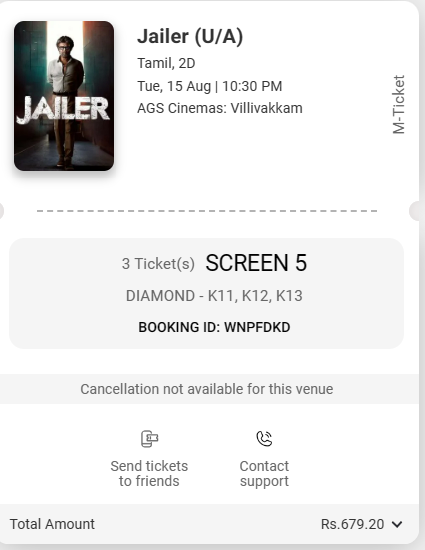 JAILER
Jailer (U/A)
Tamil, 2D
Tue, 15 Aug | 10:30 PM
AGS Cinemas: Villivakkam
M-Ticket
3 Ticket(s) SCREEN 5
DIAMOND - K11, K12, K13
BOOKING ID: WNPFDKD
Cancellation not available for this venue
Send tickets
to friends
Contact
support
Total Amount Rs.679.20